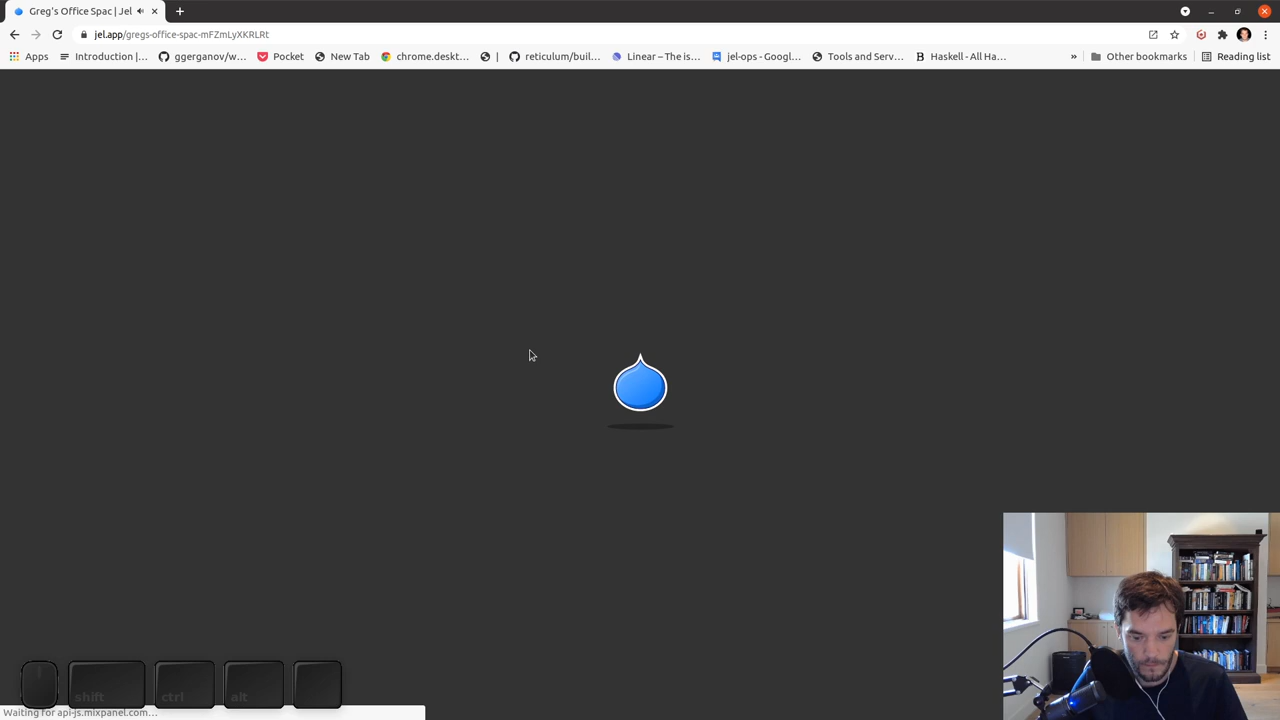 Greg's Office Spac | Jel
jel.app/gregs-office-spac-mFZmLyXKRLRt
Apps
Introduction |...
ggerganov/w...
Pocket
New Tab
chrome.deskt...
|
reticulum/buil...
Linear – The is...
jel-ops - Googl...
Tools and Serv...
Haskell - All Ha...
»
Other bookmarks
Reading list
shift
ctrl
alt
Waiting for api-js.mixpanel.com...